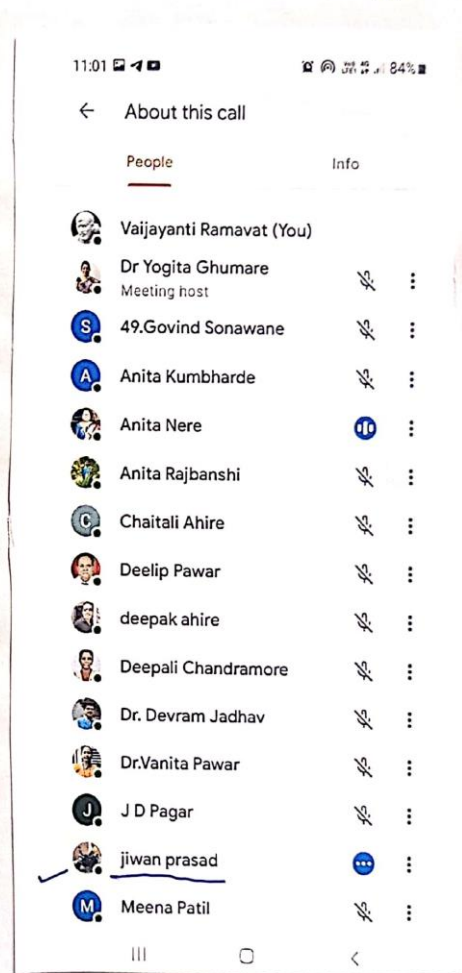 11:01 84%
← About this call
People Info
Vaijayanti Ramavat (You)
Dr Yogita Ghumare
Meeting host
S 49.Govind Sonawane
A Anita Kumbharde
Anita Nere
Anita Rajbanshi
C Chaitali Ahire
Deelip Pawar
deepak ahire
Deepali Chandramore
Dr. Devram Jadhav
Dr.Vanita Pawar
J J D Pagar
jiwan prasad
M Meena Patil